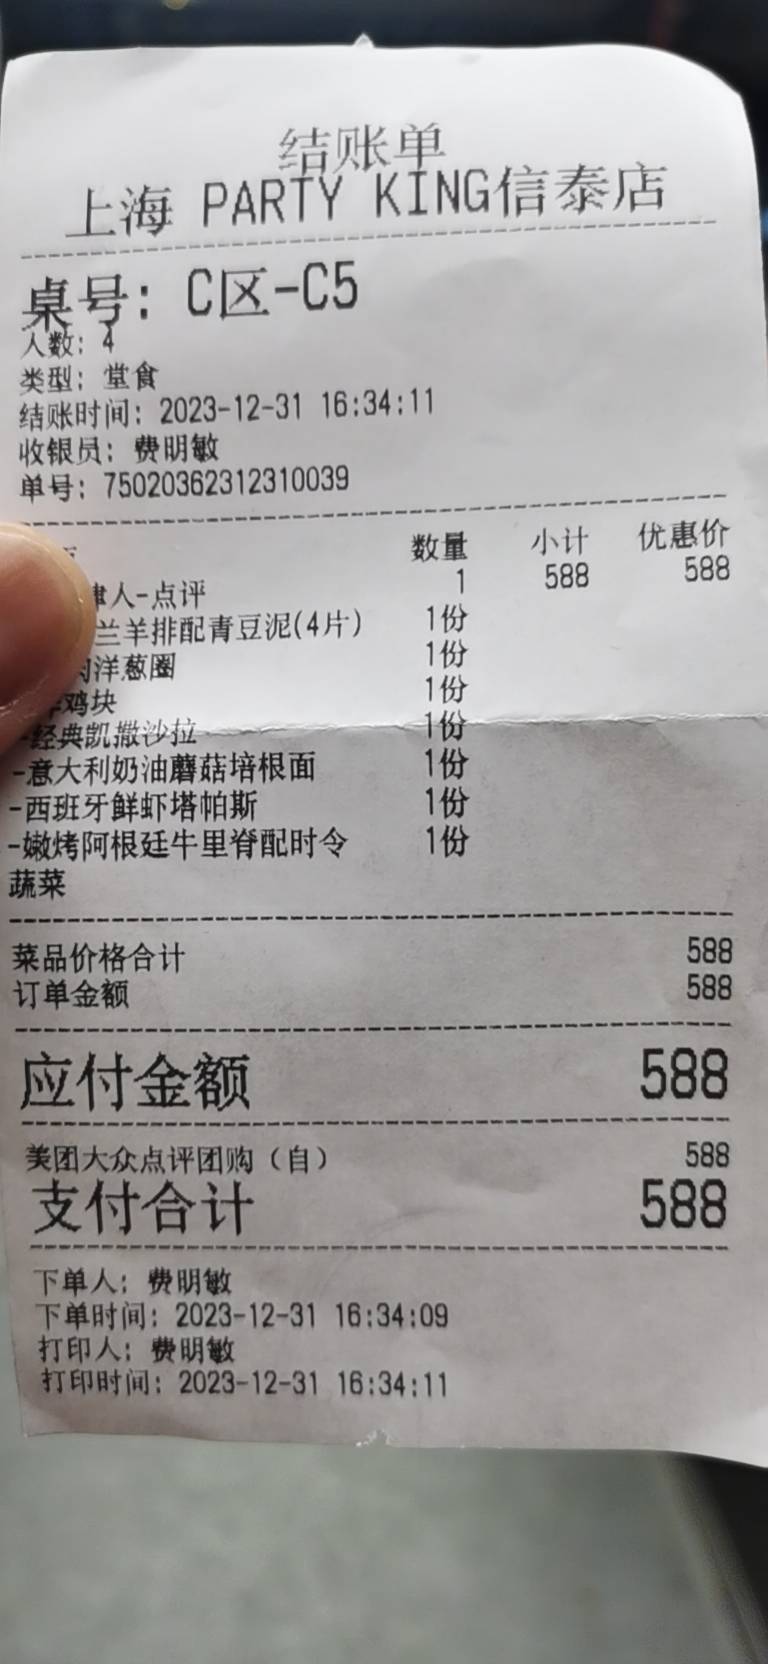 结账单
上海 PARTY KING信泰店
桌号: C区-C5
人数: 4
类型: 堂食
结账时间: 2023-12-31 16:34:11
收银员: 费明敏
单号: 75020362312310039
数量 小计 优惠价
人-点评 1 588 588
兰羊排配青豆泥(4片) 1份
洋葱圈 1份
鸡块 1份
-经典凯撒沙拉 1份
-意大利奶油蘑菇培根面 1份
-西班牙鲜虾塔帕斯 1份
-嫩烤阿根廷牛里脊配时令 1份
蔬菜
菜品价格合计 588
订单金额 588
应付金额 588
美团大众点评团购（自） 588
支付合计 588
下单人: 费明敏
下单时间: 2023-12-31 16:34:09
打印人: 费明敏
打印时间: 2023-12-31 16:34:11